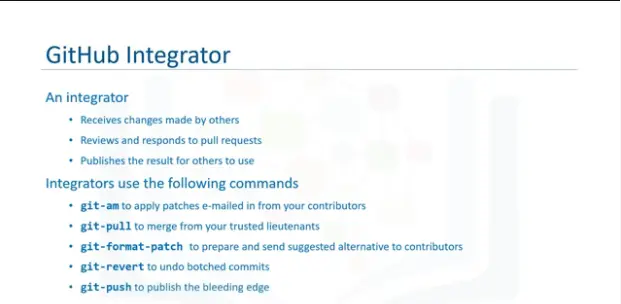 GitHub Integrator
An integrator
• Receives changes made by others
• Reviews and responds to pull requests
• Publishes the result for others to use
Integrators use the following commands
• git-am to apply patches e-mailed in from your contributors
• git-pull to merge from your trusted lieutenants
• git-format-patch to prepare and send suggested alternative to contributors
• git-revert to undo botched commits
• git-push to publish the bleeding edge